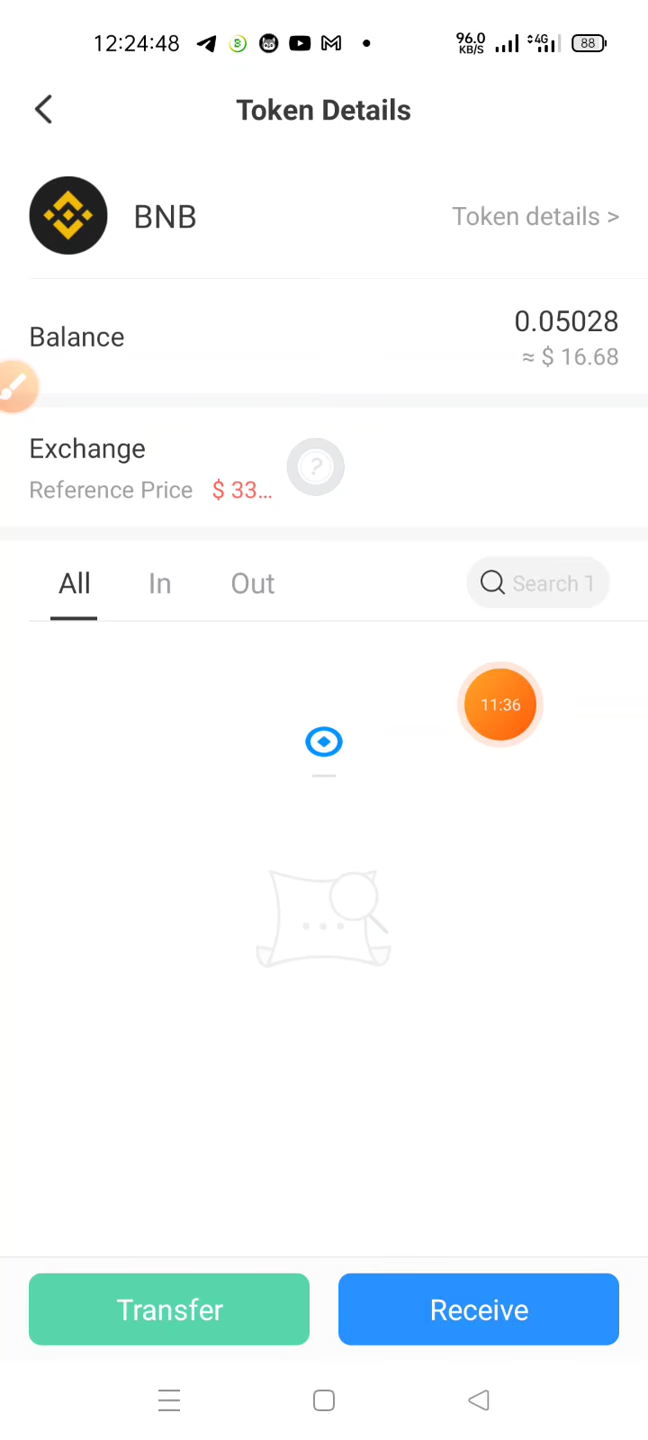 12:24:48 96.0 KB/S 4G 88
Token Details
BNB Token details >
Balance 0.05028
≈ $ 16.68
Exchange
Reference Price $ 33...
?
All In Out Search T
11:36
Transfer Receive